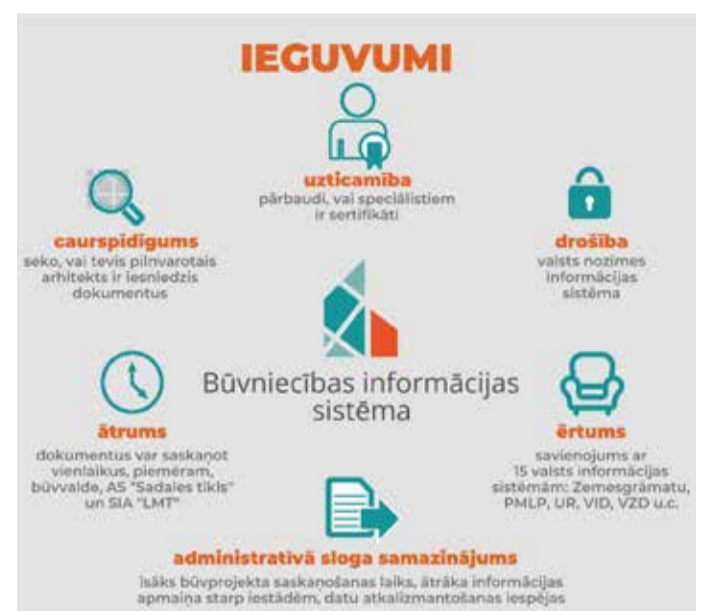 IEGUVUMI
uzticamība
pārbaudi, vai speciālistiem
ir sertifikāti
caurspīdīgums
seko, vai tevis pilnvarotais
arhitekts ir iesniedzis
dokumentus
drošība
valsts nozīmes
informācijas
sistēma
Būvniecības informācijas
sistēma
ātrums
dokumentus var saskaņot
vienlaikus, piemēram,
būvvalde, AS "Sadales tīkls"
un SIA "LMT"
ērtums
savienojums ar
15 valsts informācijas
sistēmām: Zemesgrāmatu,
PMLP, UR, VID, VZD u.c.
administratīvā sloga samazinājums
īsāks būvprojekta saskaņošanas laiks, ātrāka informācijas
apmaiņa starp iestādēm, datu atkalizmantošanas iespējas